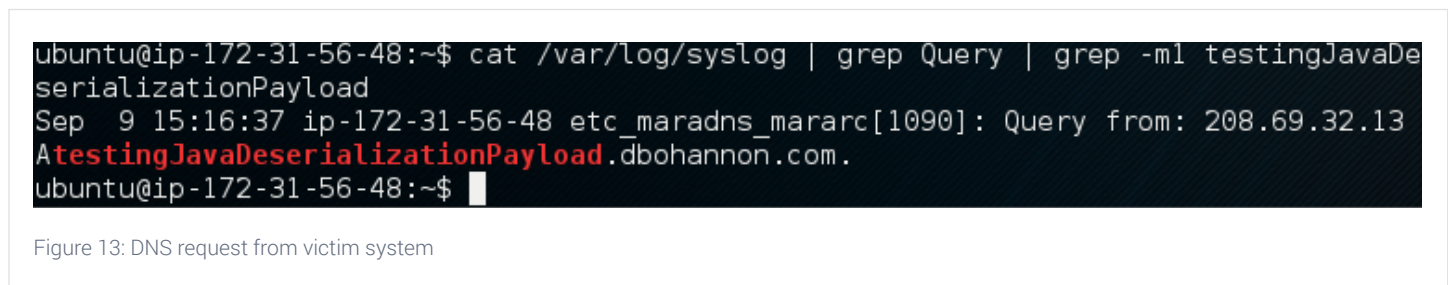 ubuntu@ip-172-31-56-48:~$ cat /var/log/syslog | grep Query | grep -m1 testingJavaDe
serializationPayload
Sep  9 15:16:37 ip-172-31-56-48 etc_maradns_mararc[1090]: Query from: 208.69.32.13
AtestingJavaDeserializationPayload.dbohannon.com.
ubuntu@ip-172-31-56-48:~$
Figure 13: DNS request from victim system